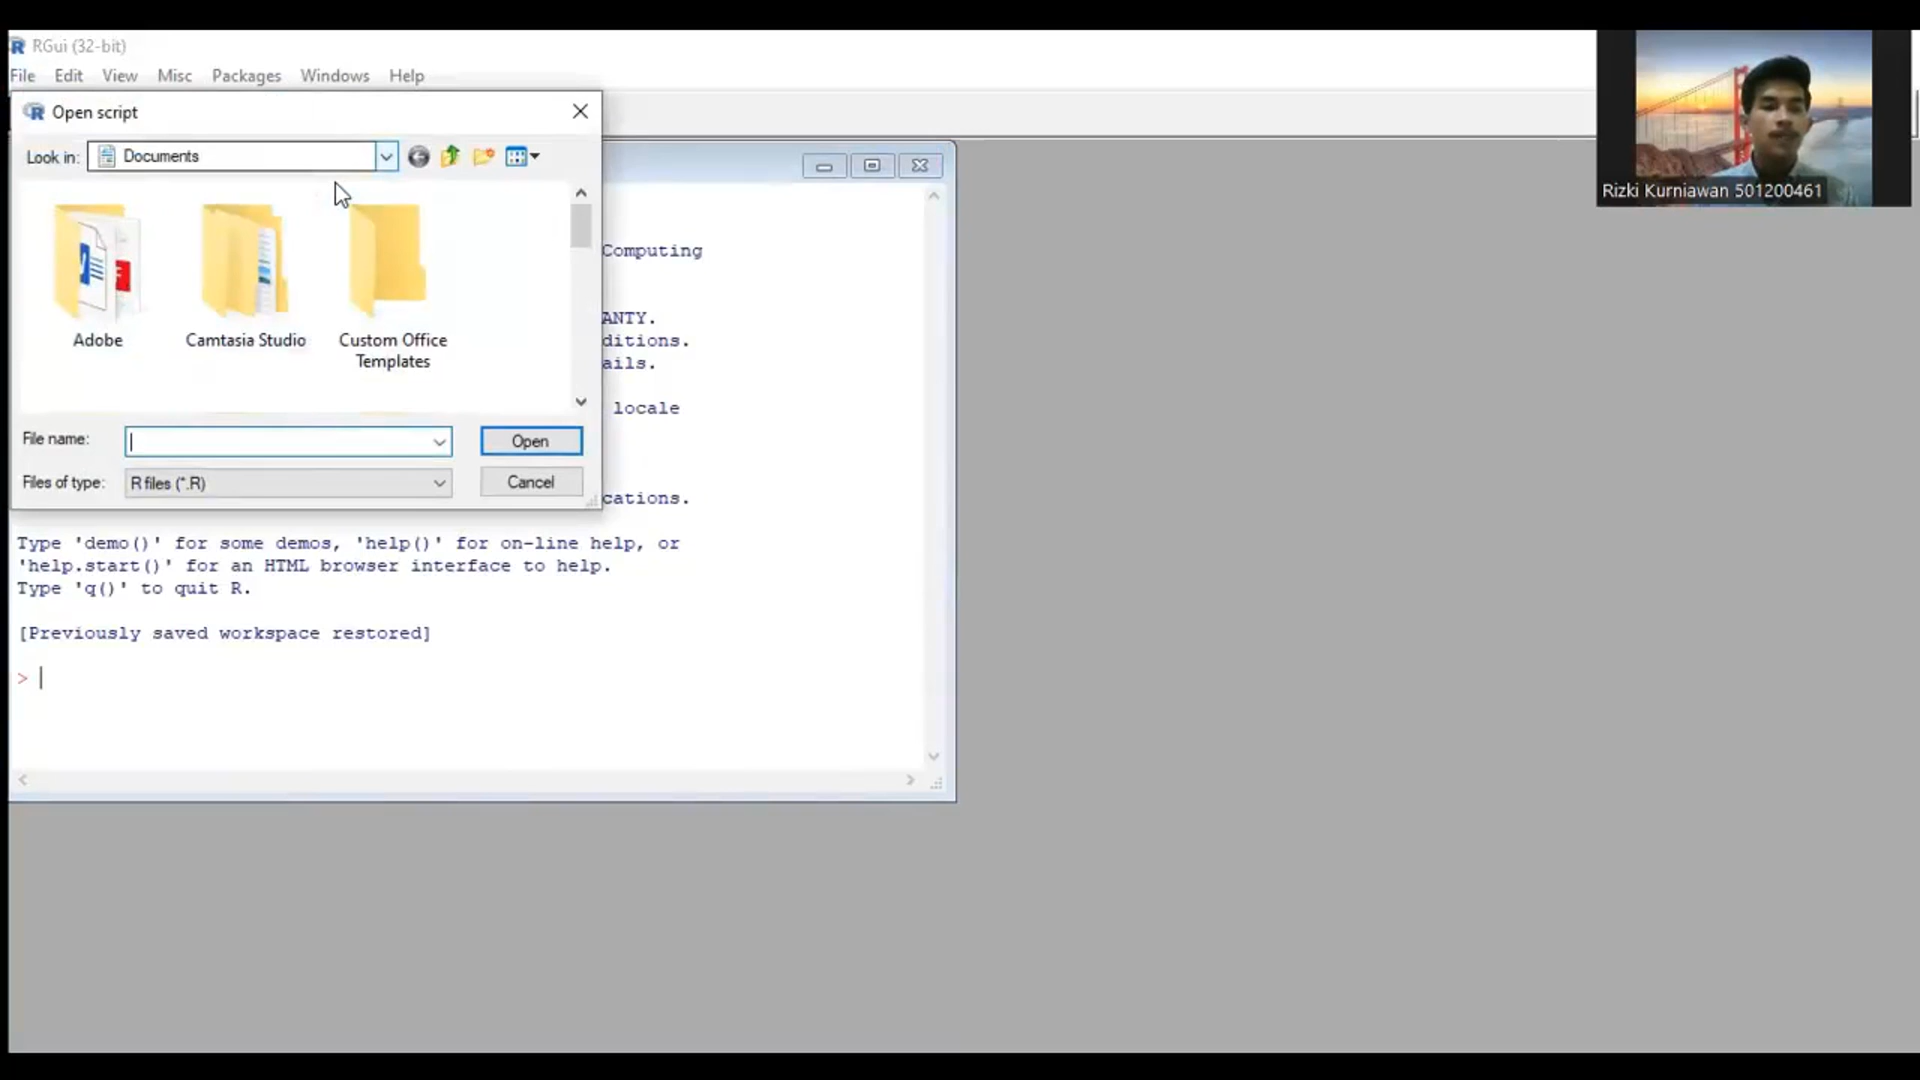 RGui (32-bit)
File Edit View Misc Packages Windows Help
Open script
Look in: Documents
Adobe
Camtasia Studio
Custom Office
Templates
File name:
Open
Files of type: R files (*.R)
Cancel
Computing
ANTY.
ditions.
ails.
locale
cations.
Type 'demo()' for some demos, 'help()' for on-line help, or
'help.start()' for an HTML browser interface to help.
Type 'q()' to quit R.
[Previously saved workspace restored]
>
Rizki Kurniawan 501200461